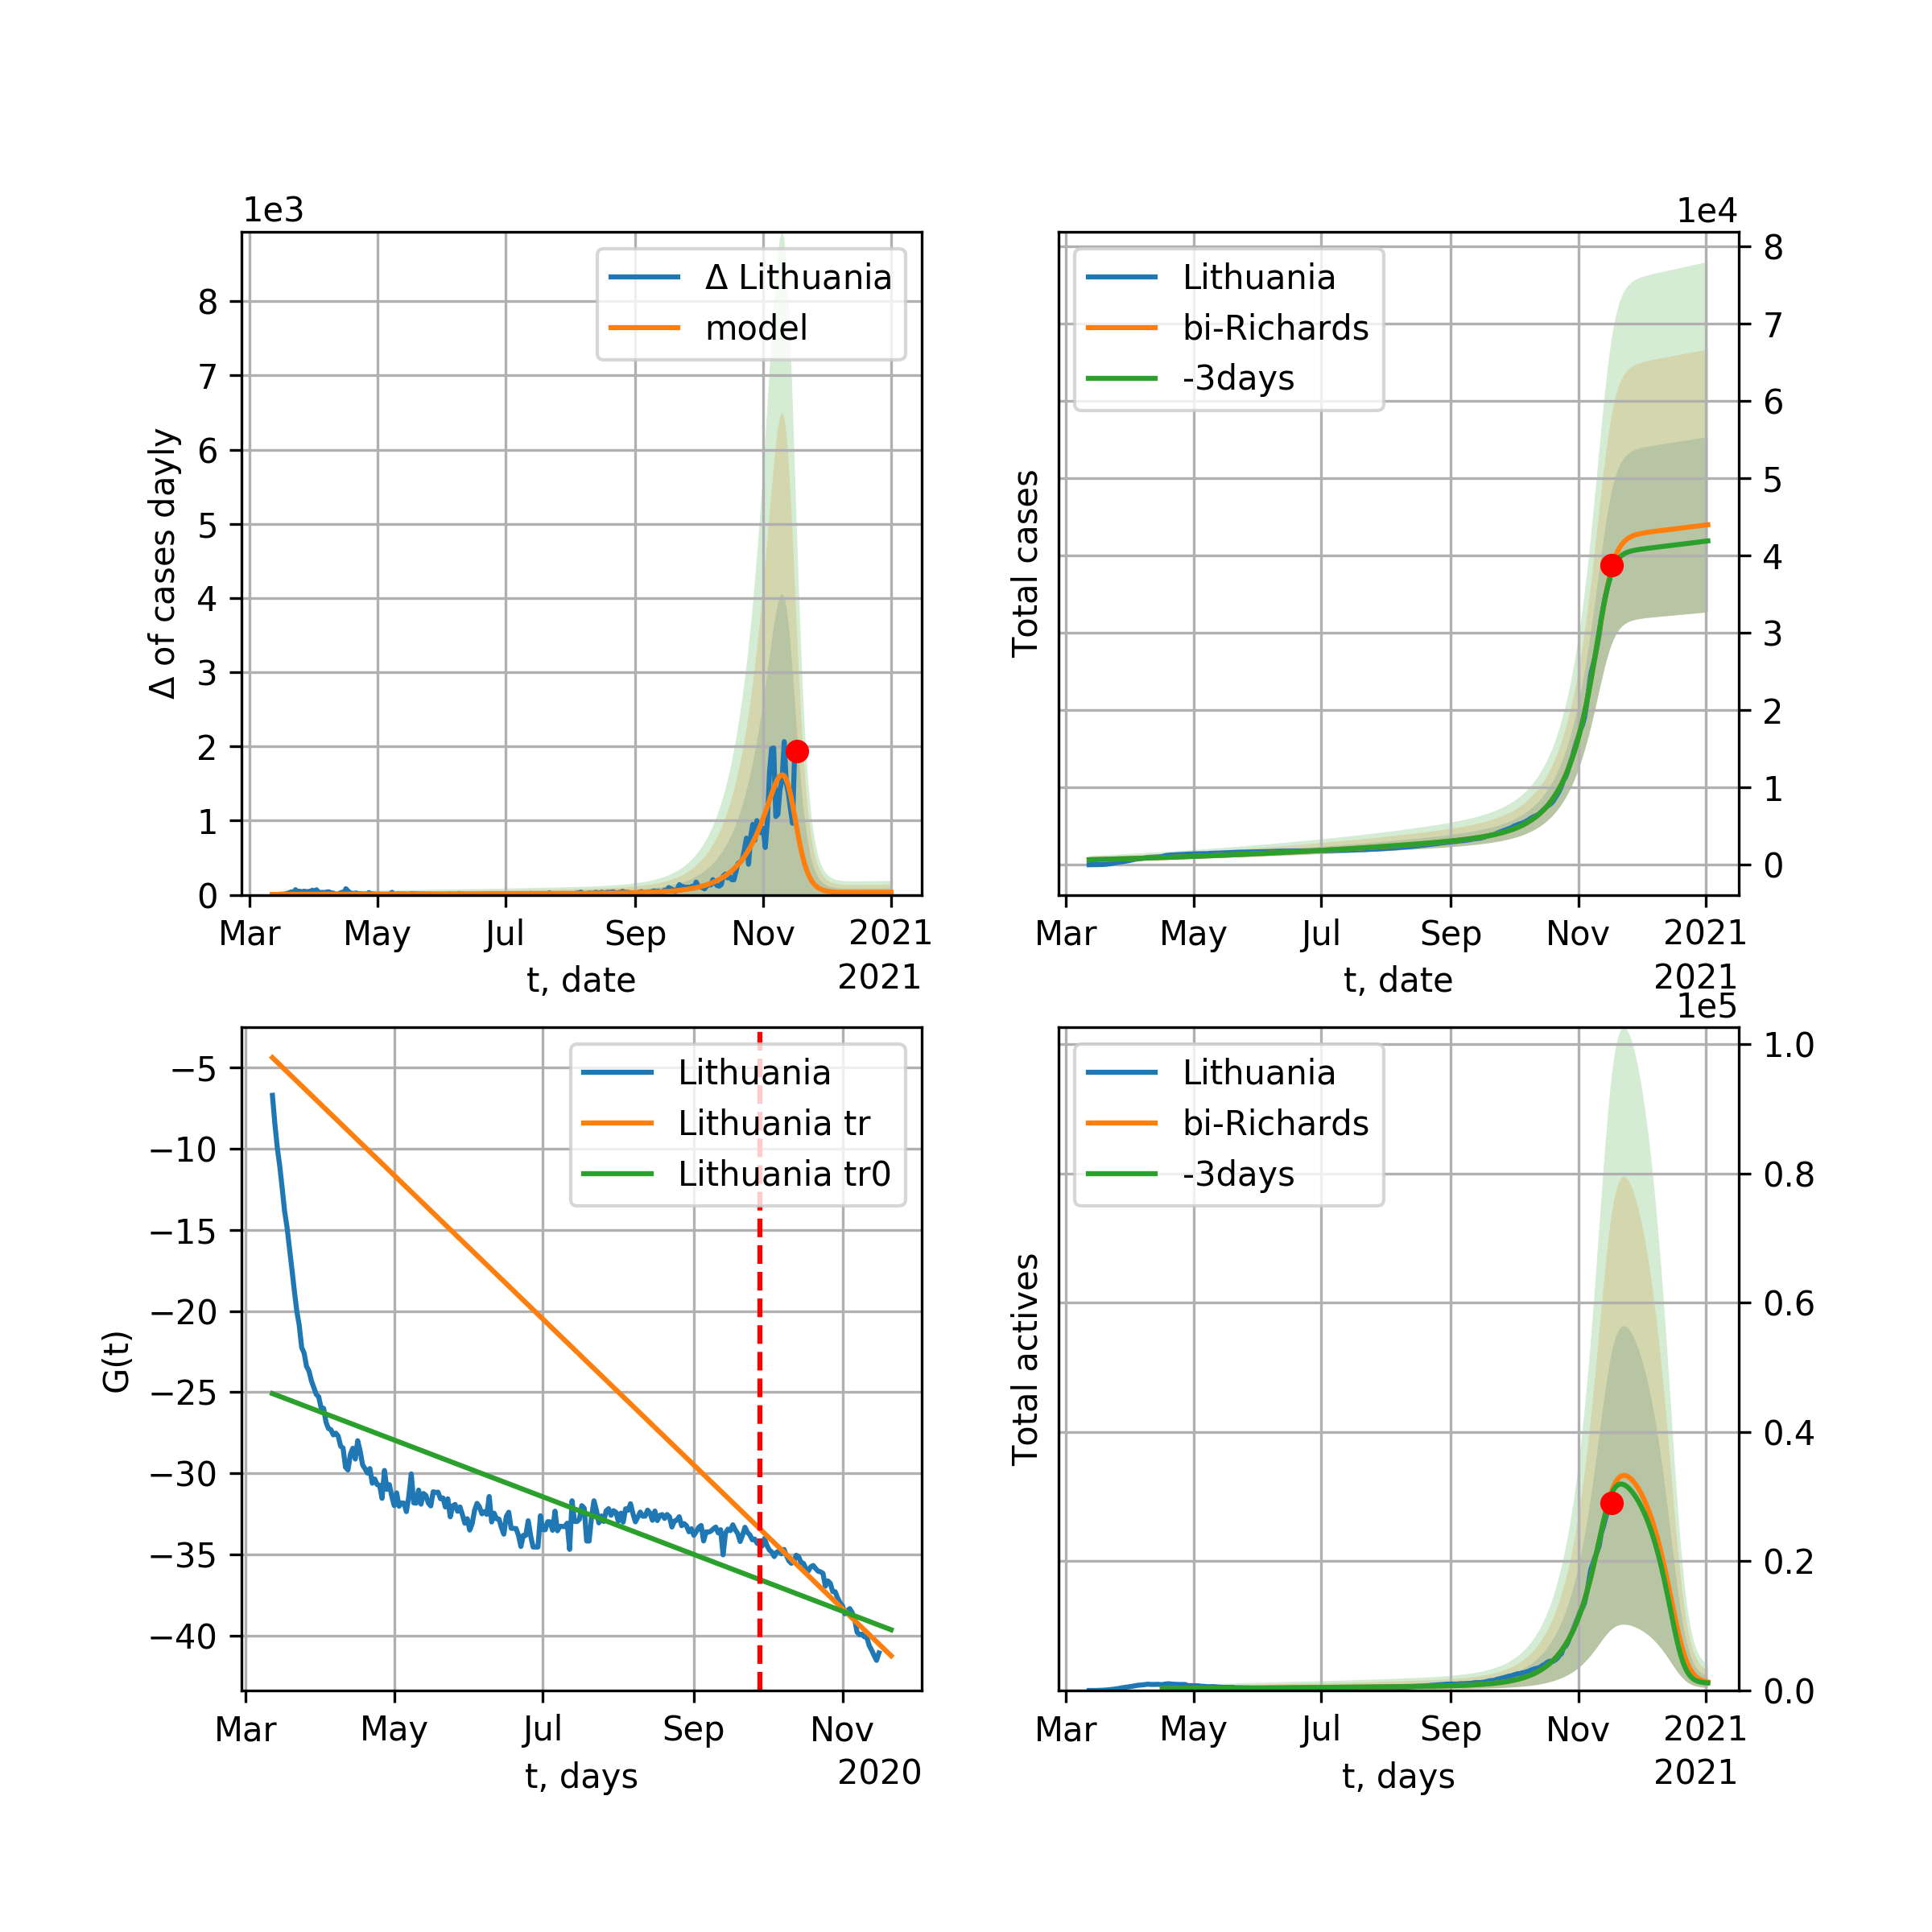 1e3
Δ of cases dayly
8
7
6
5
4
3
2
1
0
Δ Lithuania
model
Mar May Jul Sep Nov 2021
t, date 2021
1e4
Total cases
Lithuania
bi-Richards
-3days
8
7
6
5
4
3
2
1
0
Mar May Jul Sep Nov 2021
t, date 2021
G(t)
−5
−10
−15
−20
−25
−30
−35
−40
Lithuania
Lithuania tr
Lithuania tr0
Mar May Jul Sep Nov
t, days 2020
1e5
Total actives
Lithuania
bi-Richards
-3days
1.0
0.8
0.6
0.4
0.2
0.0
Mar May Jul Sep Nov 2021
t, days 2021